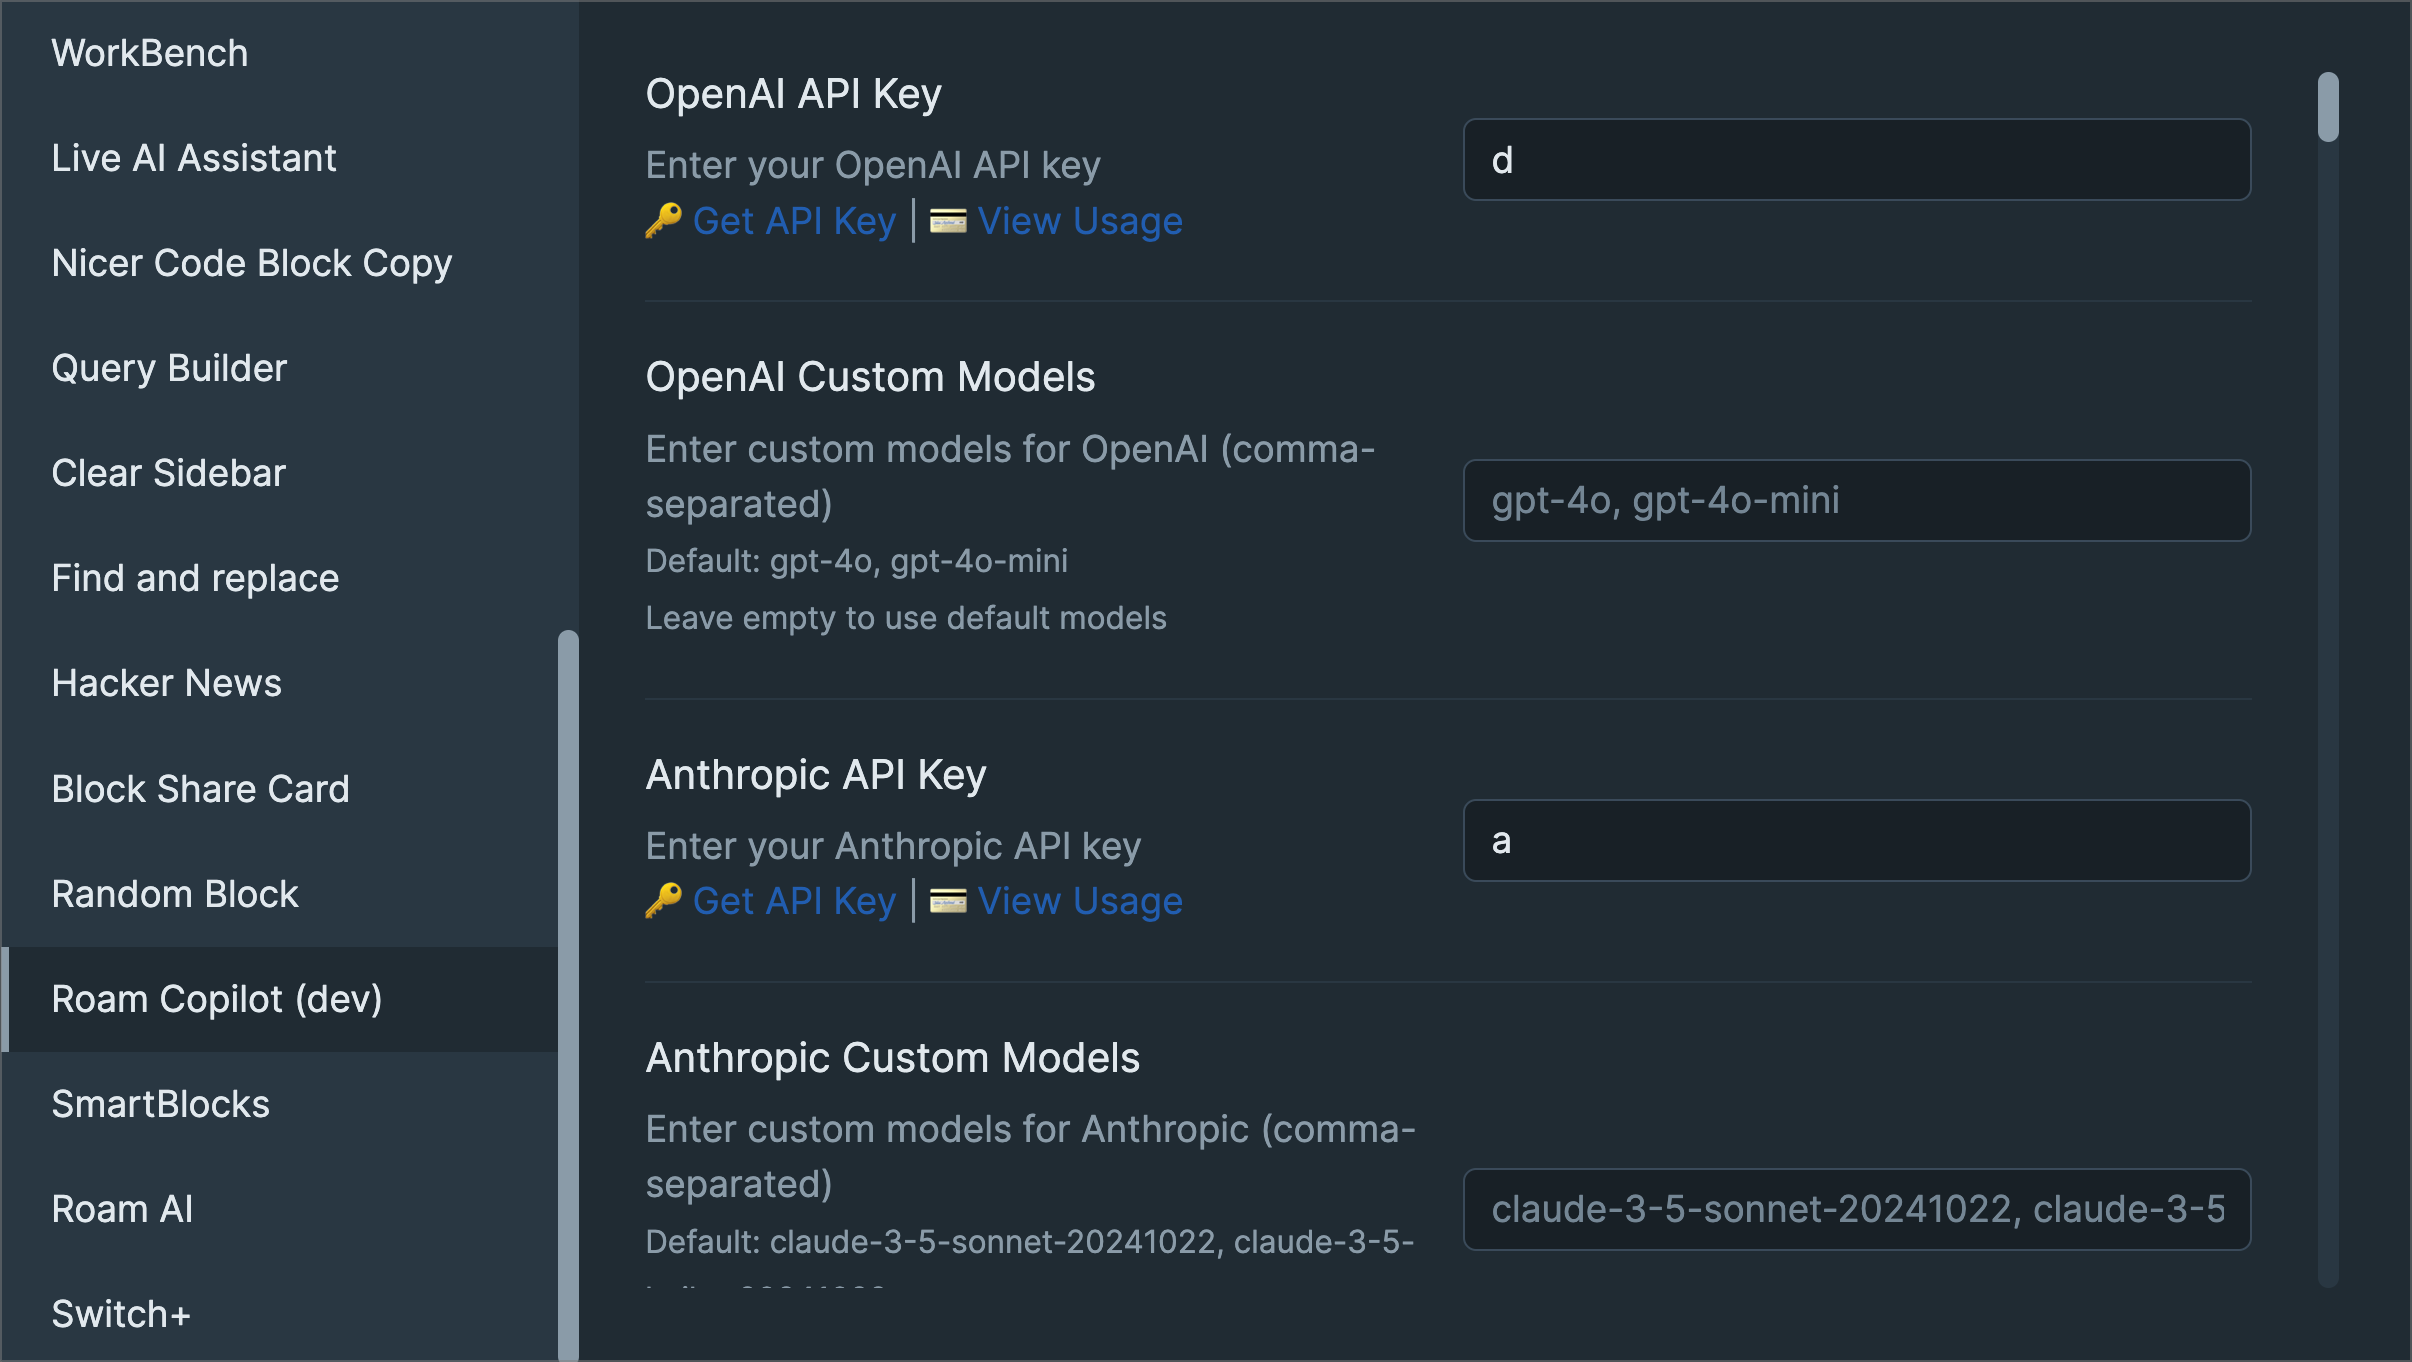 WorkBench
Live AI Assistant
Nicer Code Block Copy
Query Builder
Clear Sidebar
Find and replace
Hacker News
Block Share Card
Random Block
Roam Copilot (dev)
SmartBlocks
Roam AI
Switch+
OpenAI API Key
Enter your OpenAI API key
🔑 Get API Key | 💳 View Usage
d
OpenAI Custom Models
Enter custom models for OpenAI (comma-
separated)
Default: gpt-4o, gpt-4o-mini
Leave empty to use default models
gpt-4o, gpt-4o-mini
Anthropic API Key
Enter your Anthropic API key
🔑 Get API Key | 💳 View Usage
a
Anthropic Custom Models
Enter custom models for Anthropic (comma-
separated)
Default: claude-3-5-sonnet-20241022, claude-3-5-
claude-3-5-sonnet-20241022, claude-3-5